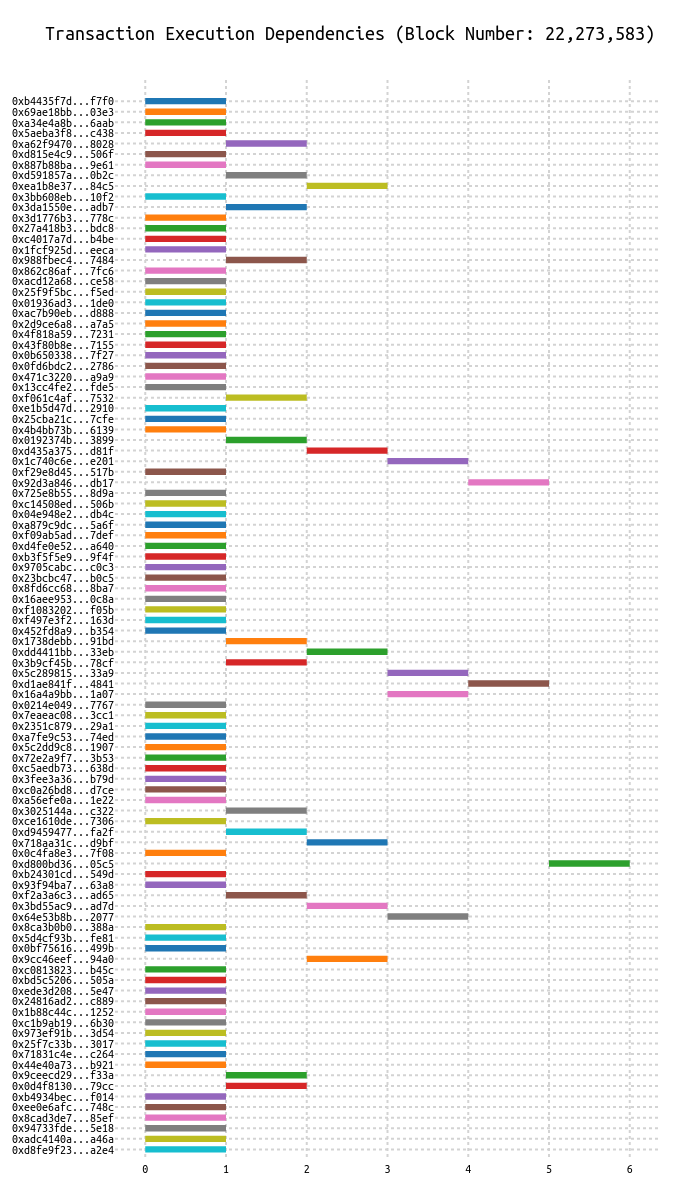 Transaction Execution Dependencies (Block Number: 22,273,583)
0xb4435f7d...f7f0
0x69ae18bb...03e3
0xa34e4a8b...6aab
0x5aeba3f8...c438
0xa62f9470...8028
0xd815e4c9...506f
0x887b88ba...9e61
0xd591857a...0b2c
0xea1b8e37...84c5
0x3bb608eb...10f2
0x3da1550e...adb7
0x3d1776b3...778c
0x27a418b3...bdc8
0xc4017a7d...b4be
0x1fcf925d...eeca
0x988fbec4...7484
0x862c86af...7fc6
0xacd12a68...ce58
0x25f9f5bc...f5ed
0x01936ad3...1de0
0xac7b90eb...d888
0x2d9ce6a8...a7a5
0x4f818a59...7231
0x43f80b8e...7155
0x0b650338...7f27
0x0fd6bdc2...2786
0x471c3220...a9a9
0x13cc4fe2...fde5
0xf061c4af...7532
0xe1b5d47d...2910
0x25cba21c...7cfe
0x4b4bb73b...6139
0x0192374b...3899
0xd435a375...d81f
0x1c740c6e...e201
0xf29e8d45...517b
0x92d3a846...db17
0x725e8b55...8d9a
0xc14508ed...506b
0x04e948e2...db4c
0xa879c9dc...5a6f
0xf09ab5ad...7def
0xd4fe0e52...a640
0xb3f5f5e9...9f4f
0x9705cabc...c0c3
0x23bcbc47...b0c5
0x8fd6cc68...8ba7
0x16aee953...0c8a
0xf1083202...f05b
0xf497e3f2...163d
0x452fd8a9...b354
0x1738debb...91bd
0xdd4411bb...33eb
0x3b9cf45b...78cf
0x5c289815...33a9
0xd1ae841f...4841
0x16a4a9bb...1a07
0x0214e049...7767
0x7eaeac08...3cc1
0x2351c879...29a1
0xa7fe9c53...74ed
0x5c2dd9c8...1907
0x72e2a9f7...3b53
0xc5aedb73...638d
0x3fee3a36...b79d
0xc0a26bd8...d7ce
0xa56efe0a...1e22
0x3025144a...c322
0xce1610de...7306
0xd9459477...fa2f
0x718aa31c...d9bf
0x0c4fa8e3...7f08
0xd800bd36...05c5
0xb24301cd...549d
0x93f94ba7...63a8
0xf2a3a6c3...ad65
0x3bd55ac9...ad7d
0x64e53b8b...2077
0x8ca3b0b0...388a
0x5d4cf93b...fe81
0x0bf75616...499b
0x9cc46eef...94a0
0xc0813823...b45c
0xbd5c5206...505a
0xede3d208...5e47
0x24816ad2...c889
0x1b88c44c...1252
0xc1b9ab19...6b30
0x973ef91b...3d54
0x25f7c33b...3017
0x71831c4e...c264
0x44e40a73...b921
0x9ceecd29...f33a
0x0d4f8130...79cc
0xb4934bec...f014
0xee0e6afc...748c
0x8cad3de7...85ef
0x94733fde...5e18
0xadc4140a...a46a
0xd8fe9f23...a2e4
0 1 2 3 4 5 6